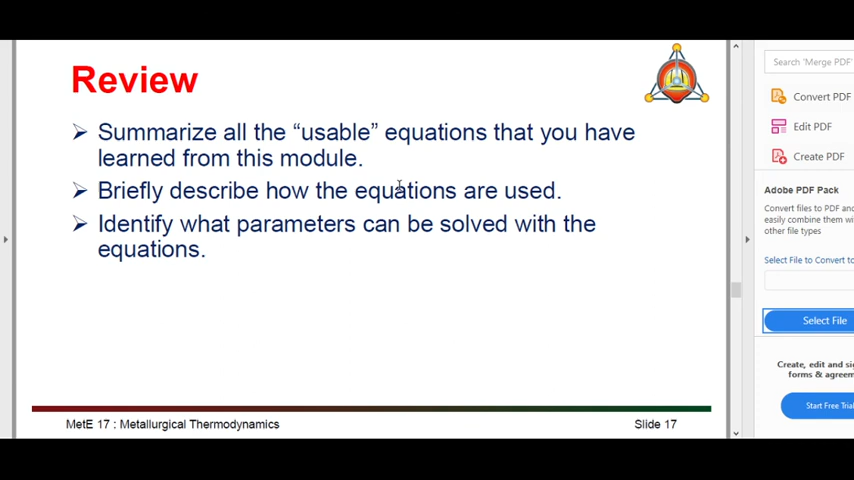 Review
Summarize all the “usable” equations that you have
learned from this module.
Briefly describe how the equations are used.
Identify what parameters can be solved with the
equations.
MetE 17 : Metallurgical Thermodynamics
Slide 17
Search 'Merge PDF'
Convert PDF
Edit PDF
Create PDF
Adobe PDF Pack
Convert files to PDF and
easily combine them wi
other file types
Select File to Convert to
Select File
Create, edit and si
forms & agreem
Start Free Trial